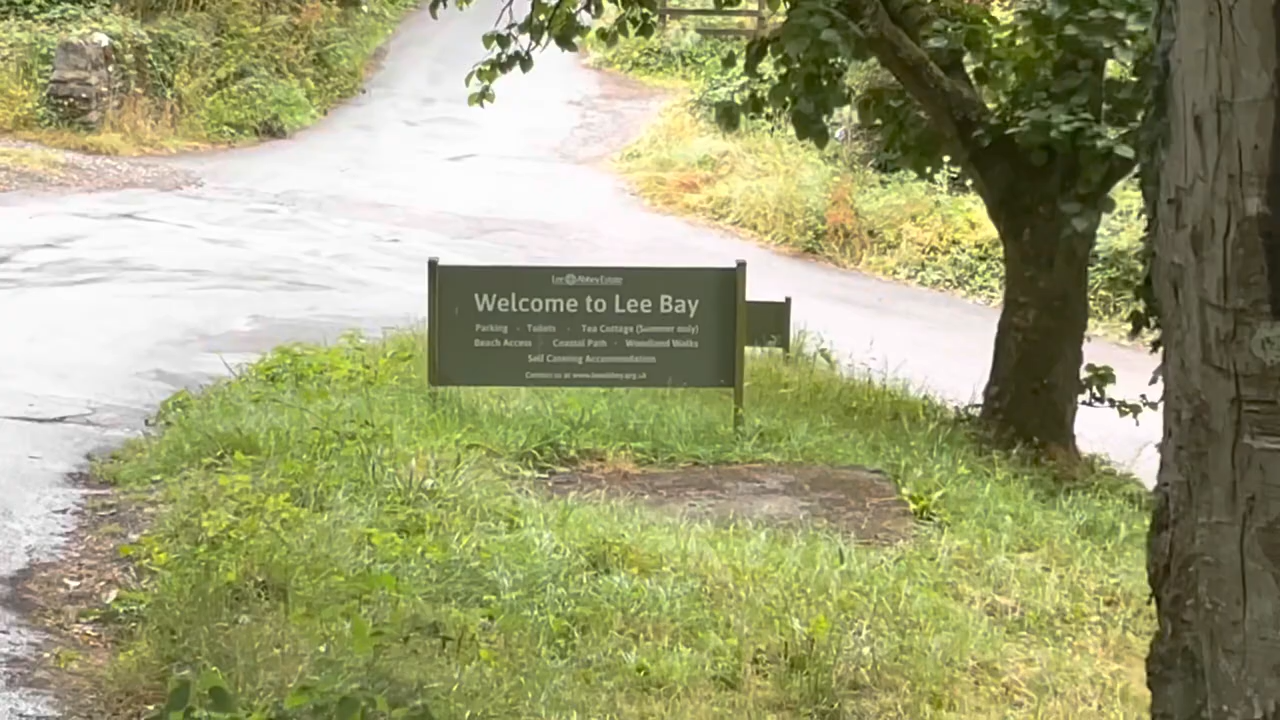 Lee Abbey Estate
Welcome to Lee Bay
Parking · Toilets · Tea Cottage (Summer only)
Beach Access · Coastal Path · Woodland Walks
Self Catering Accommodation
Contact us at www.leeabbey.org.uk